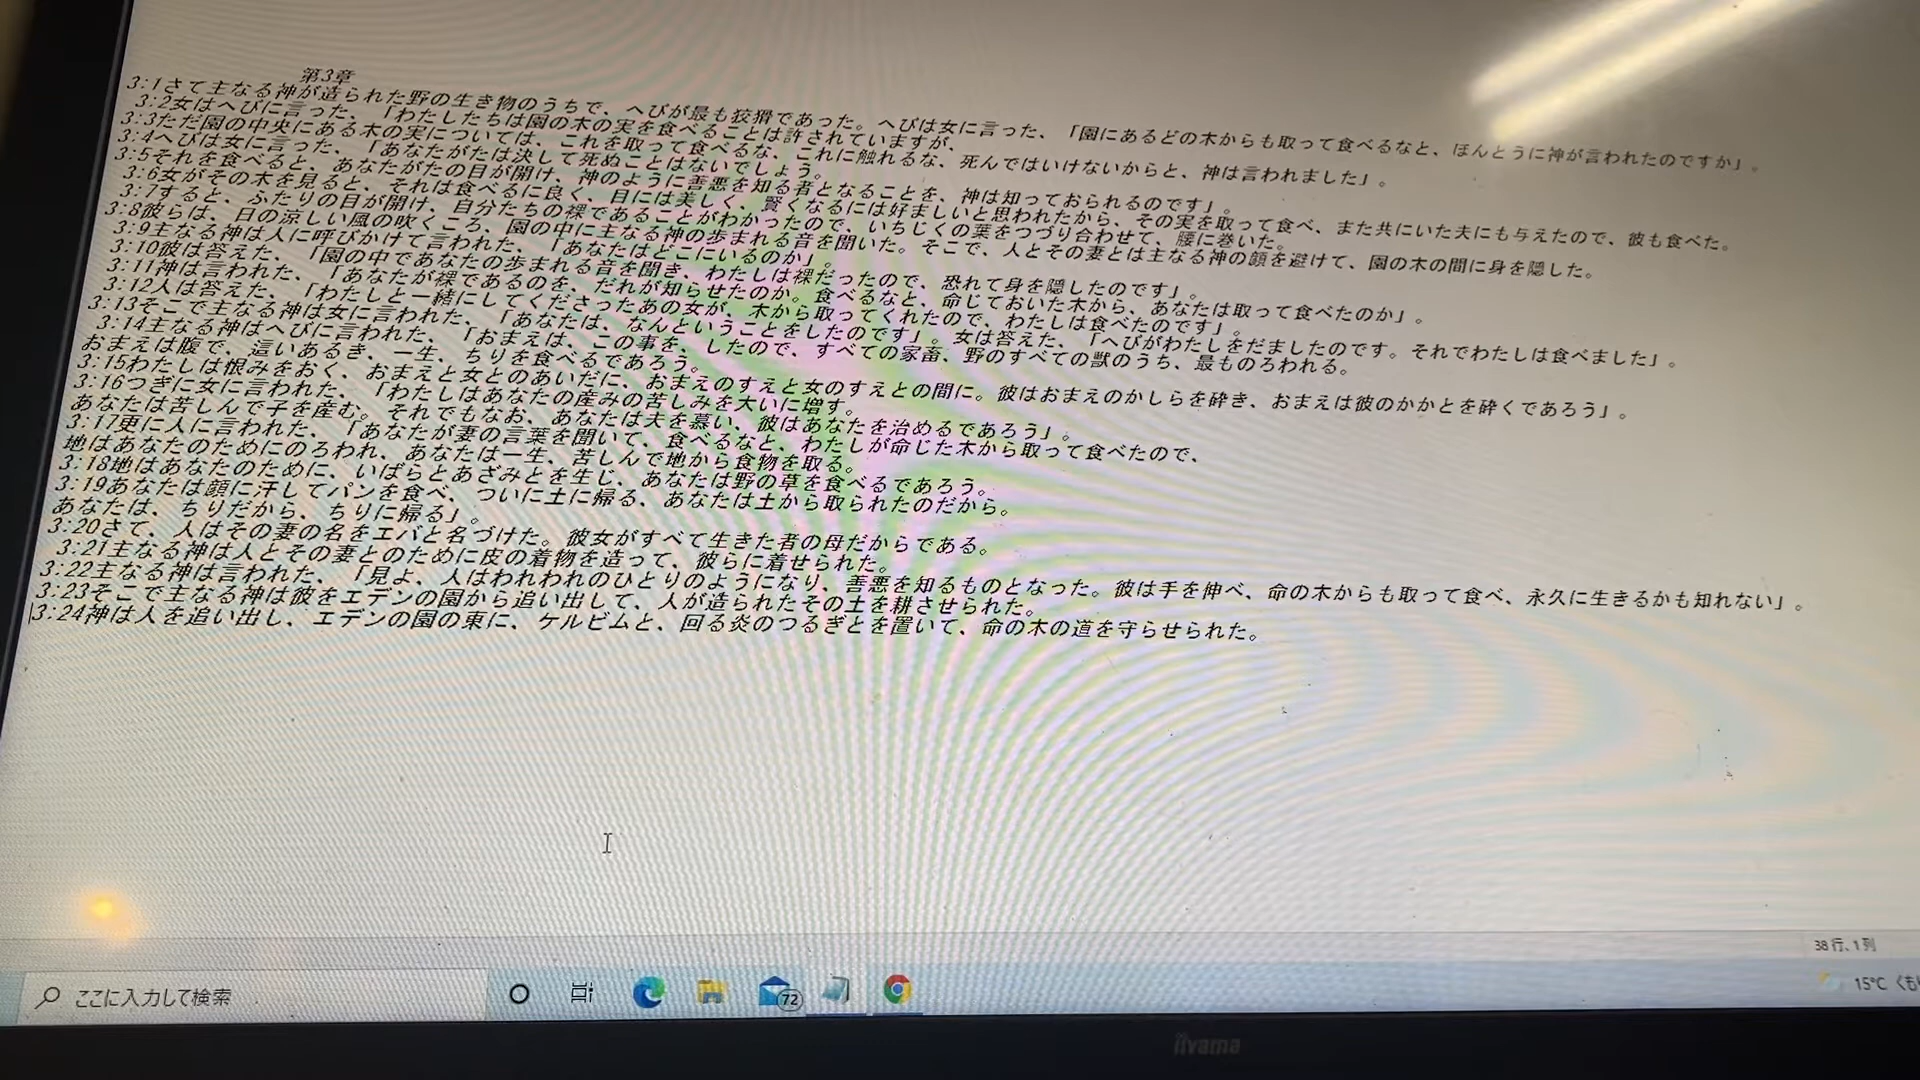 第3章
3:1さて主なる神が造られた野の生き物のうちで、へびが最も狡猾であった。へびは女に言った、「園にあるどの木からも取って食べるなと、ほんとうに神が言われたのですか」。
3:2女はへびに言った、「わたしたちは園の木の実を食べることは許されていますが、
3:3ただ園の中央にある木の実については、これを取って食べるな、これに触れるな、死んではいけないからと、神は言われました」。
3:4へびは女に言った、「あなたがたは決して死ぬことはないでしょう。
3:5それを食べると、あなたがたの目が開け、神のように善悪を知る者となることを、神は知っておられるのです」。
3:6女がその木を見ると、それは食べるに良く、目には美しく、賢くなるには好ましいと思われたから、その実を取って食べ、また共にいた夫にも与えたので、彼も食べた。
3:7すると、ふたりの目が開け、自分たちの裸であることがわかったので、いちじくの葉をつづり合わせて、腰に巻いた。
3:8彼らは、日の涼しい風の吹くころ、園の中に主なる神の歩まれる音を聞いた。そこで、人とその妻とは主なる神の顔を避けて、園の木の間に身を隠した。
3:9主なる神は人に呼びかけて言われた、「あなたはどこにいるのか」。
3:10彼は答えた、「園の中であなたの歩まれる音を聞き、わたしは裸だったので、恐れて身を隠したのです」。
3:11神は言われた、「あなたが裸であるのを、だれが知らせたのか。食べるなと、命じておいた木から、あなたは取って食べたのか」。
3:12人は答えた、「わたしと一緒にしてくださったあの女が、木から取ってくれたので、わたしは食べたのです」。
3:13そこで主なる神は女に言われた、「あなたは、なんということをしたのです」。女は答えた、「へびがわたしをだましたのです。それでわたしは食べました」。
3:14主なる神はへびに言われた、「おまえは、この事を、したので、すべての家畜、野のすべての獣のうち、最ものろわれる。
おまえは腹で、這いあるき、一生、ちりを食べるであろう。
3:15わたしは恨みをおく、おまえと女とのあいだに、おまえのすえと女のすえとの間に。彼はおまえのかしらを砕き、おまえは彼のかかとを砕くであろう」。
3:16つぎに女に言われた、「わたしはあなたの産みの苦しみを大いに増す。
あなたは苦しんで子を産む。それでもなお、あなたは夫を慕い、彼はあなたを治めるであろう」。
3:17更に人に言われた、「あなたが妻の言葉を聞いて、食べるなと、わたしが命じた木から取って食べたので、
地はあなたのためにのろわれ、あなたは一生、苦しんで地から食物を取る。
3:18地はあなたのために、いばらとあざみとを生じ、あなたは野の草を食べるであろう。
3:19あなたは顔に汗してパンを食べ、ついに土に帰る、あなたは土から取られたのだから。
あなたは、ちりだから、ちりに帰る」。
3:20さて、人はその妻の名をエバと名づけた。彼女がすべて生きた者の母だからである。
3:21主なる神は人とその妻とのために皮の着物を造って、彼らに着せられた。
3:22主なる神は言われた、「見よ、人はわれわれのひとりのようになり、善悪を知るものとなった。彼は手を伸べ、命の木からも取って食べ、永久に生きるかも知れない」。
3:23そこで主なる神は彼をエデンの園から追い出して、人が造られたその土を耕させられた。
3:24神は人を追い出し、エデンの園の東に、ケルビムと、回る炎のつるぎとを置いて、命の木の道を守らせられた。
38行、1列
ここに入力して検索
72
15°C くもり
iiyama